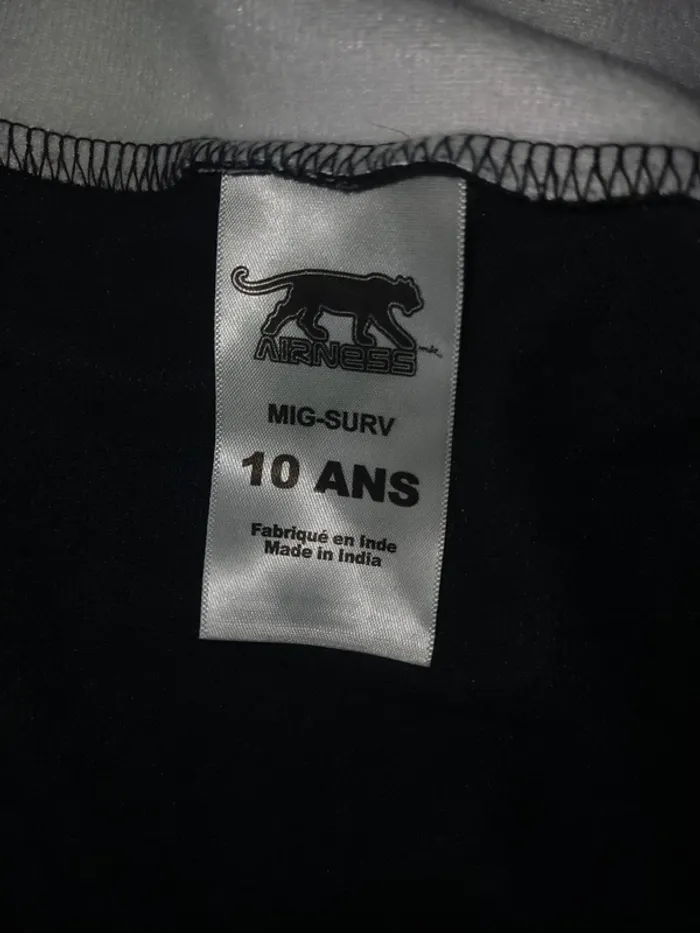 AIRNESS
MIG-SURV
10 ANS
Fabriqué en Inde
Made in India